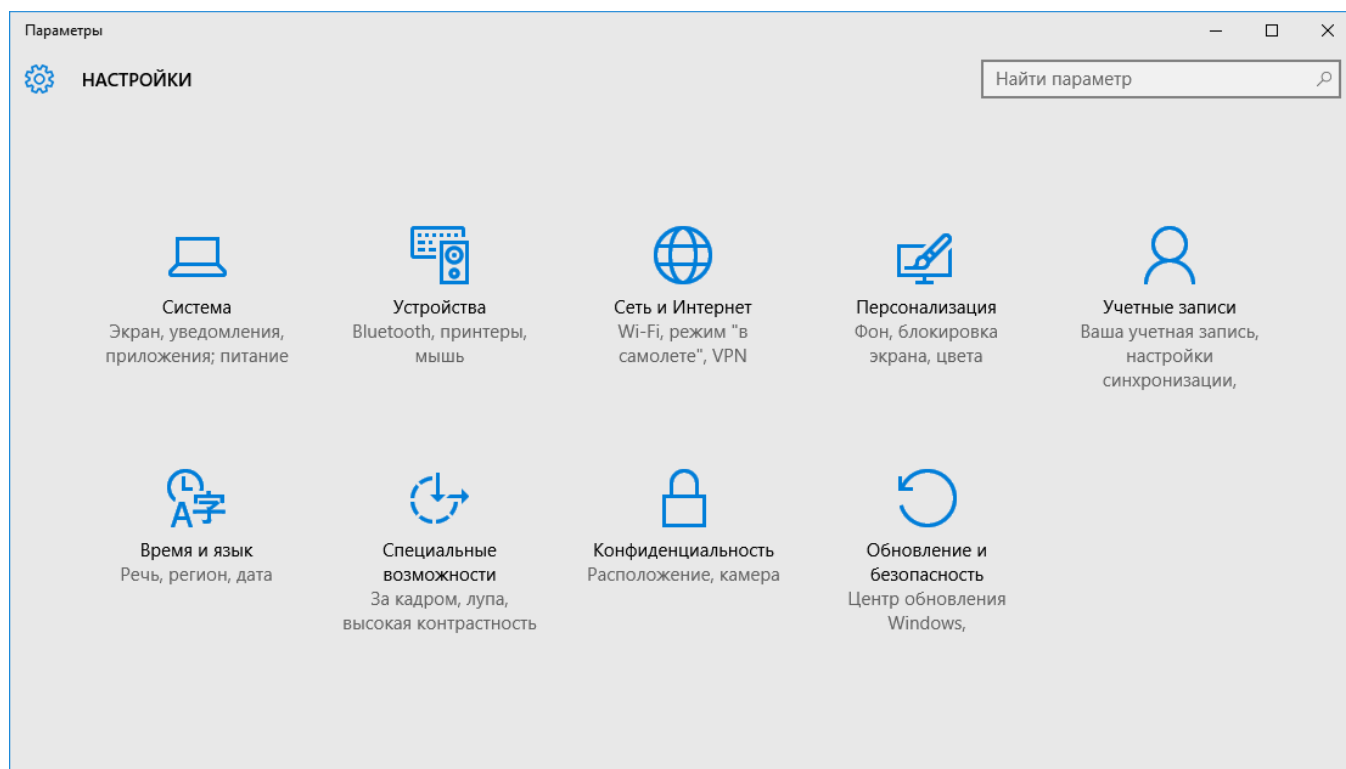 Параметры
НАСТРОЙКИ
Найти параметр
Система
Экран, уведомления,
приложения; питание
Устройства
Bluetooth, принтеры,
мышь
Сеть и Интернет
Wi-Fi, режим "в
самолете", VPN
Персонализация
Фон, блокировка
экрана, цвета
Учетные записи
Ваша учетная запись,
настройки
синхронизации,
Время и язык
Речь, регион, дата
Специальные
возможности
За кадром, лупа,
высокая контрастность
Конфиденциальность
Расположение, камера
Обновление и
безопасность
Центр обновления
Windows,